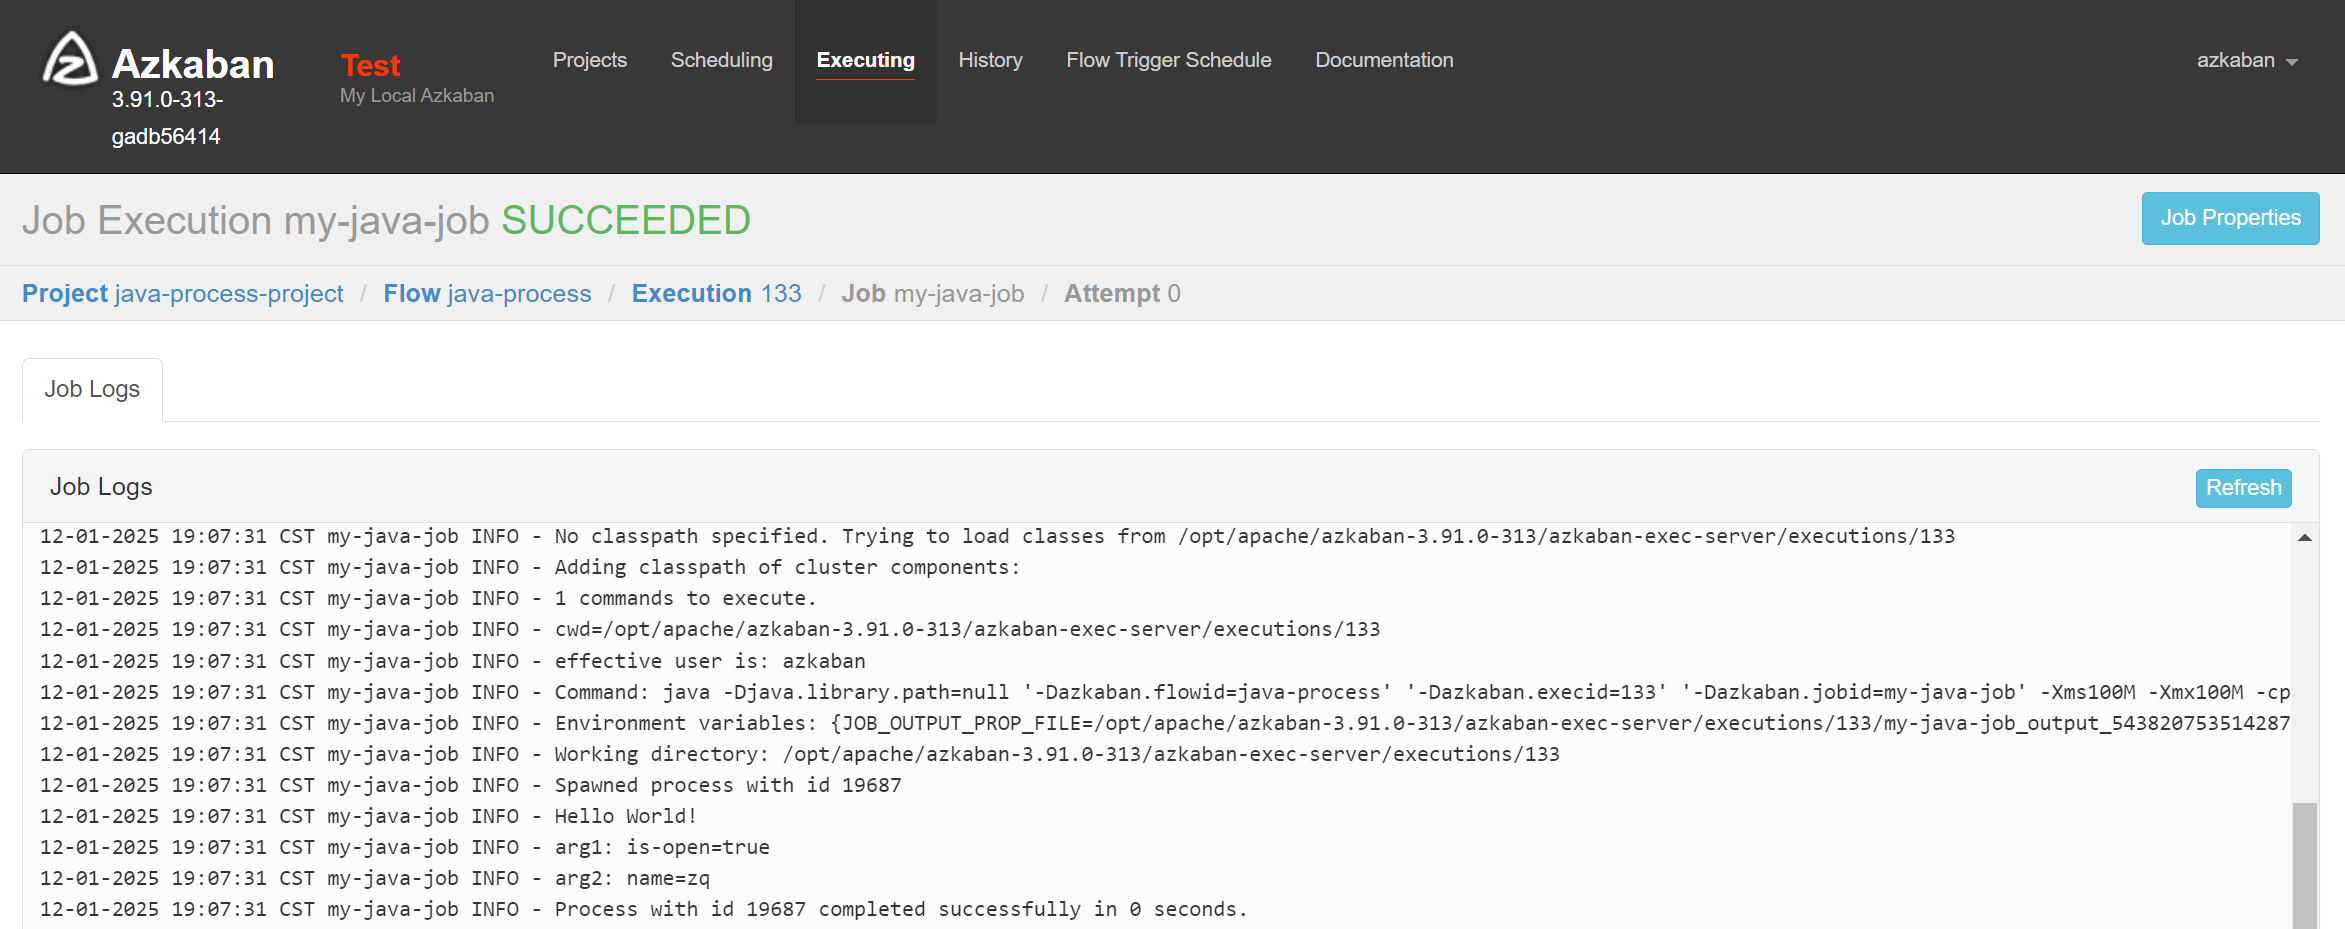 Azkaban
3.91.0-313-
gadb56414
Test
My Local Azkaban
Projects
Scheduling
Executing
History
Flow Trigger Schedule
Documentation
azkaban
Job Execution my-java-job SUCCEEDED
Job Properties
Project java-process-project / Flow java-process / Execution 133 / Job my-java-job / Attempt 0
Job Logs
Job Logs
Refresh
12-01-2025 19:07:31 CST my-java-job INFO - No classpath specified. Trying to load classes from /opt/apache/azkaban-3.91.0-313/azkaban-exec-server/executions/133
12-01-2025 19:07:31 CST my-java-job INFO - Adding classpath of cluster components:
12-01-2025 19:07:31 CST my-java-job INFO - 1 commands to execute.
12-01-2025 19:07:31 CST my-java-job INFO - cwd=/opt/apache/azkaban-3.91.0-313/azkaban-exec-server/executions/133
12-01-2025 19:07:31 CST my-java-job INFO - effective user is: azkaban
12-01-2025 19:07:31 CST my-java-job INFO - Command: java -Djava.library.path=null '-Dazkaban.flowid=java-process' '-Dazkaban.execid=133' '-Dazkaban.jobid=my-java-job' -Xms100M -Xmx100M -cp
12-01-2025 19:07:31 CST my-java-job INFO - Environment variables: {JOB_OUTPUT_PROP_FILE=/opt/apache/azkaban-3.91.0-313/azkaban-exec-server/executions/133/my-java-job_output_543820753514287
12-01-2025 19:07:31 CST my-java-job INFO - Working directory: /opt/apache/azkaban-3.91.0-313/azkaban-exec-server/executions/133
12-01-2025 19:07:31 CST my-java-job INFO - Spawned process with id 19687
12-01-2025 19:07:31 CST my-java-job INFO - Hello World!
12-01-2025 19:07:31 CST my-java-job INFO - arg1: is-open=true
12-01-2025 19:07:31 CST my-java-job INFO - arg2: name=zq
12-01-2025 19:07:31 CST my-java-job INFO - Process with id 19687 completed successfully in 0 seconds.